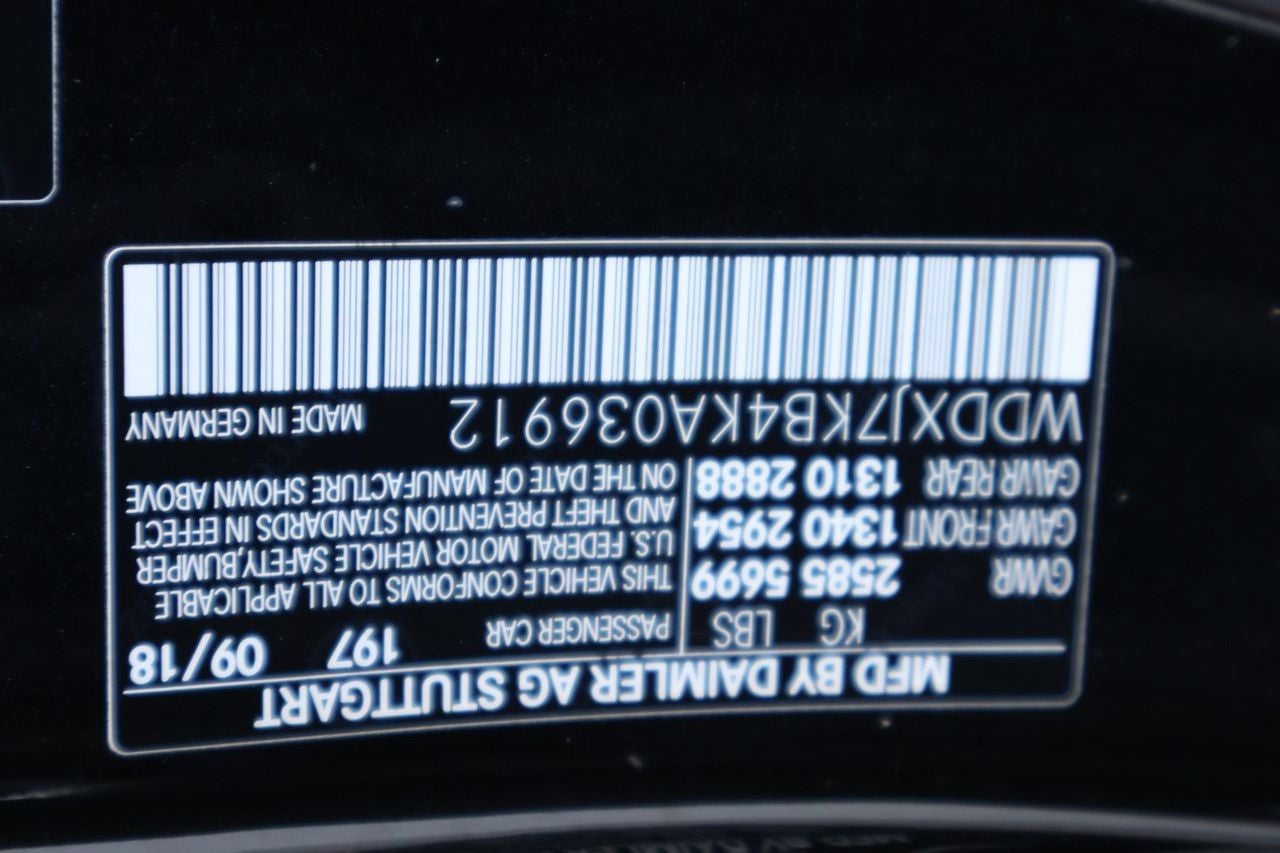 MFD BY DAIMLER AG STUTTGART
KG LBS
GWR 2585 5699
GAWR FRONT 1340 2954
GAWR REAR 1310 2888
PASSENGER CAR 197 09/18
THIS VEHICLE CONFORMS TO ALL APPLICABLE
U.S. FEDERAL MOTOR VEHICLE SAFETY,BUMPER
AND THEFT PREVENTION STANDARDS IN EFFECT
ON THE DATE OF MANUFACTURE SHOWN ABOVE
WDDXJ7KB4KA036912 MADE IN GERMANY